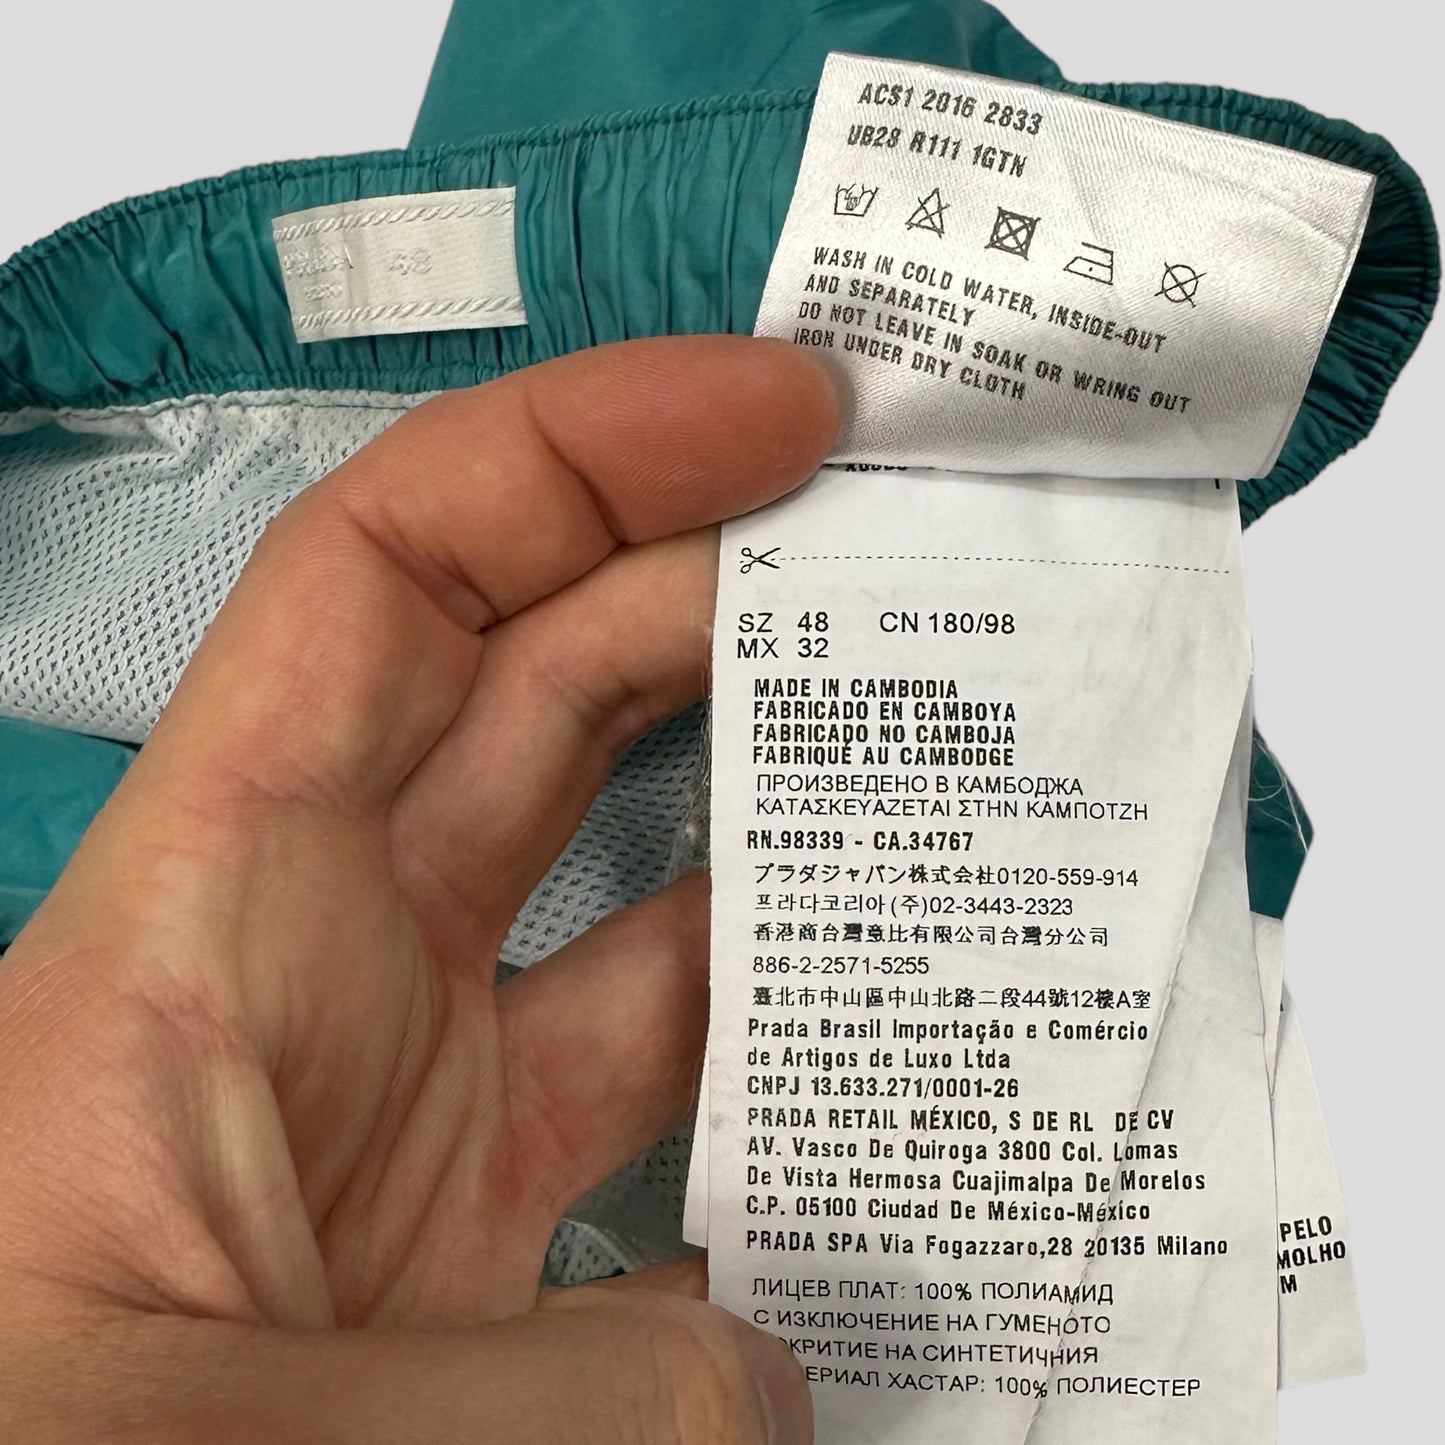 ACS1 2016 2833
UB28 R111 1GTN
WASH IN COLD WATER, INSIDE-OUT
AND SEPARATELY
DO NOT LEAVE IN SOAK OR WRING OUT
IRON UNDER DRY CLOTH
48
SZ 48 CN 180/98
MX 32
MADE IN CAMBODIA
FABRICADO EN CAMBOYA
FABRICADO NO CAMBOJA
FABRIQUÉ AU CAMBODGE
ПРОИЗВЕДЕНО В КАМБОДЖА
ΚΑΤΑΣΚΕΥΑΖΕΤΑΙ ΣΤΗΝ ΚΑΜΠΟΤΖΗ
RN.98339 - CA.34767
プラダジャパン株式会社0120-559-914
프라다코리아(주)02-3443-2323
香港商台灣意比有限公司台灣分公司
886-2-2571-5255
臺北市中山區中山北路二段44號12樓A室
Prada Brasil Importação e Comércio
de Artigos de Luxo Ltda
CNPJ 13.633.271/0001-26
PRADA RETAIL MÉXICO, S DE RL DE CV
AV. Vasco De Quiroga 3800 Col. Lomas
De Vista Hermosa Cuajimalpa De Morelos
C.P. 05100 Ciudad De México-México
PRADA SPA Via Fogazzaro,28 20135 Milano
ЛИЦЕВ ПЛАТ: 100% ПОЛИАМИД
С ИЗКЛЮЧЕНИЕ НА ГУМЕНОТО
ОКРИТИЕ НА СИНТЕТИЧНИЯ
ЕРИАЛ ХАСТАР: 100% ПОЛИЕСТЕР
PELO
MOLHO
M